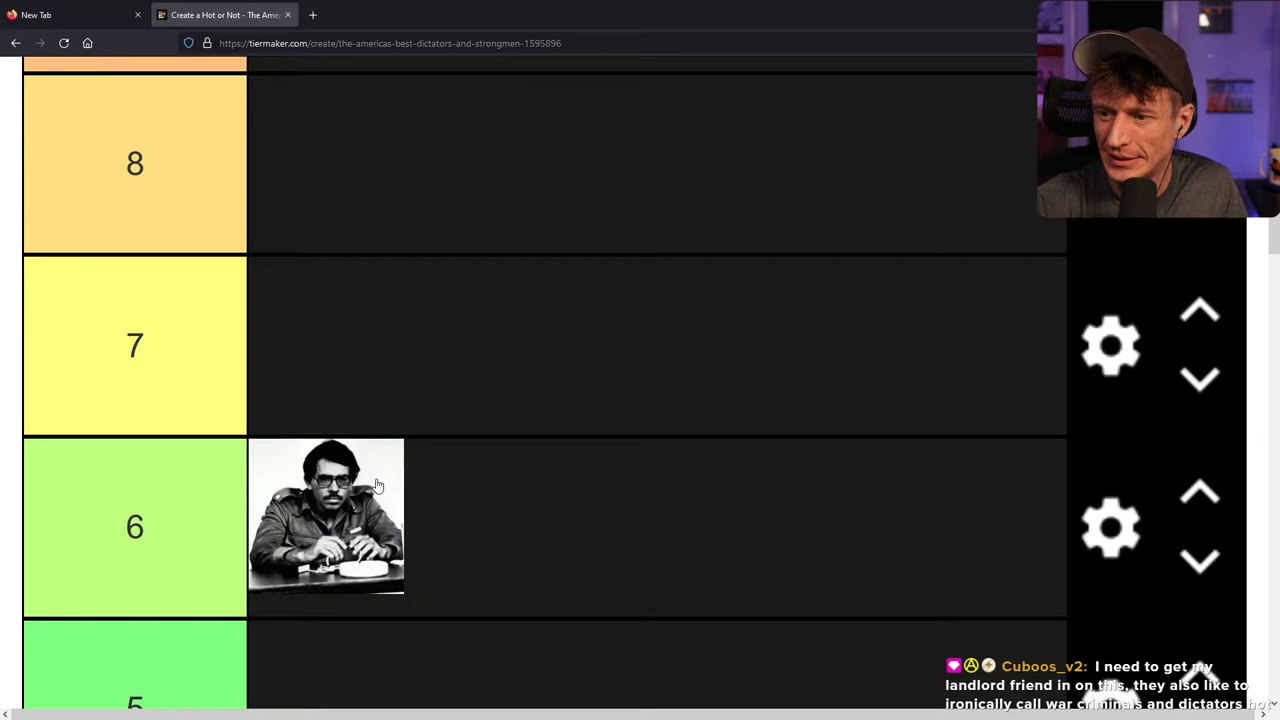 New Tab
Create a Hot or Not - The Ame
https://tiermaker.com/create/the-americas-best-dictators-and-strongmen-1595896
8
7
6
5
Cuboos_v2: I need to get my
landlord friend in on this, they also like to
ironically call war criminals and dictators hot